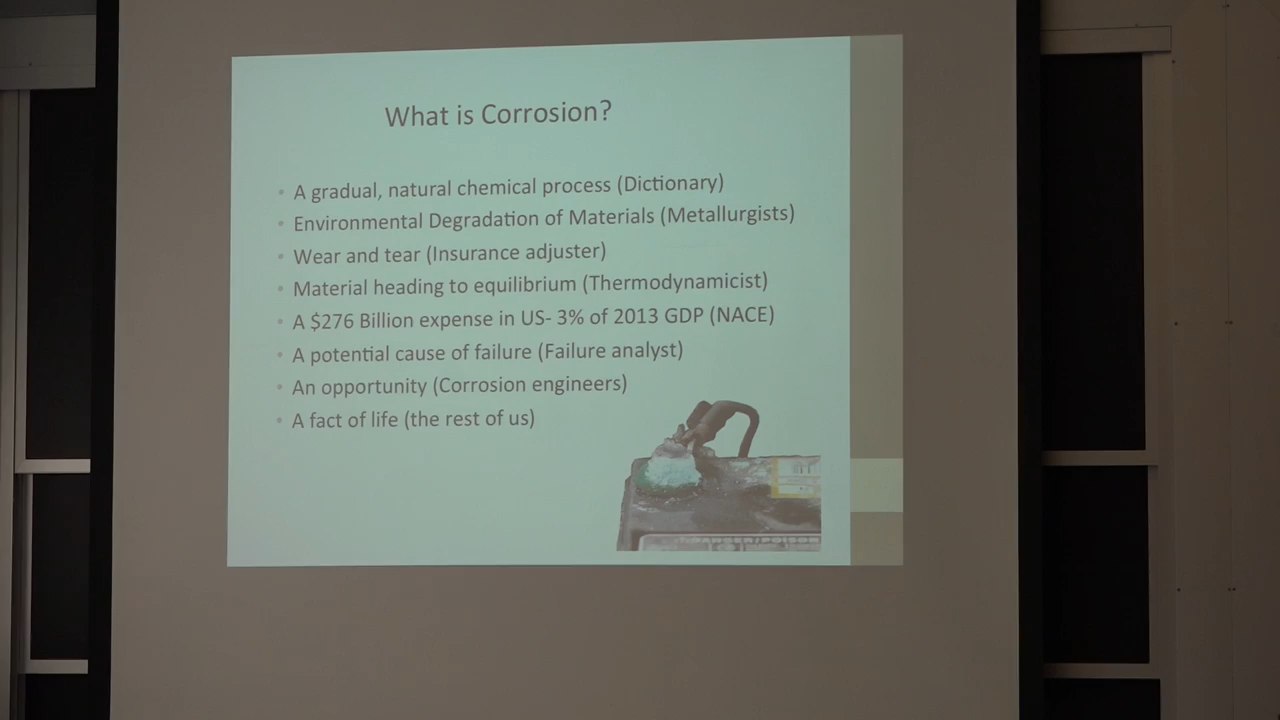 What is Corrosion?
• A gradual, natural chemical process (Dictionary)
• Environmental Degradation of Materials (Metallurgists)
• Wear and tear (Insurance adjuster)
• Material heading to equilibrium (Thermodynamicist)
• A $276 Billion expense in US- 3% of 2013 GDP (NACE)
• A potential cause of failure (Failure analyst)
• An opportunity (Corrosion engineers)
• A fact of life (the rest of us)
DANGER/POISON